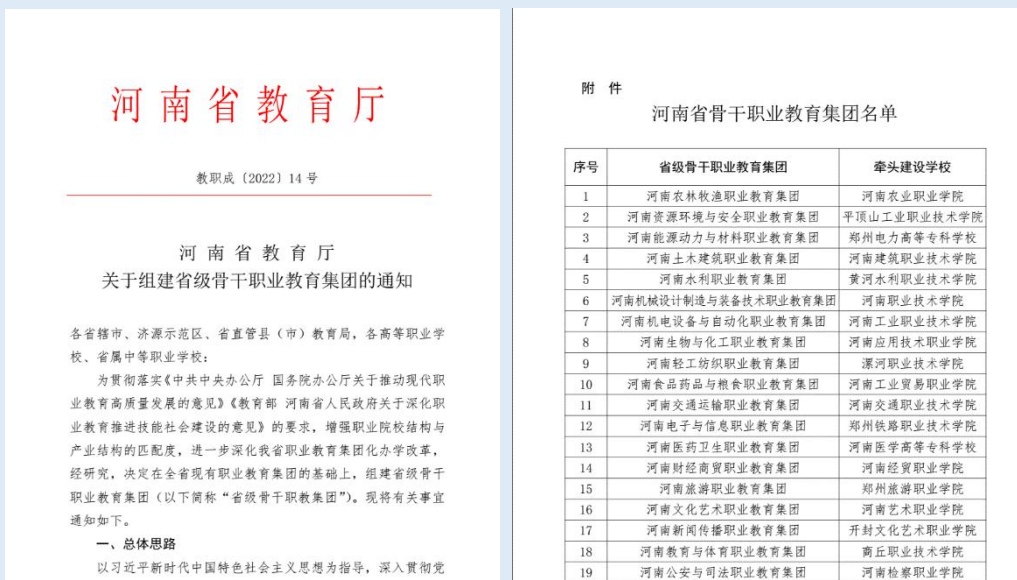 河南省教育厅
教职成〔2022〕14 号
河南省教育厅
关于组建省级骨干职业教育集团的通知
各省辖市、济源示范区、省直管县（市）教育局，各高等职业学
校、省属中等职业学校：
为贯彻落实《中共中央办公厅 国务院办公厅关于推动现代职
业教育高质量发展的意见》《教育部 河南省人民政府关于深化职
业教育推进技能社会建设的意见》的要求，增强职业院校结构与
产业结构的匹配度，进一步深化我省职业教育集团化办学改革，
经研究，决定在全省现有职业教育集团的基础上，组建省级骨干
职业教育集团（以下简称“省级骨干职教集团”）。现将有关事宜
通知如下。
一、总体思路
以习近平新时代中国特色社会主义思想为指导，深入贯彻党
附 件
河南省骨干职业教育集团名单
序号 省级骨干职业教育集团 牵头建设学校
1 河南农林牧渔职业教育集团 河南农业职业学院
2 河南资源环境与安全职业教育集团 平顶山工业职业技术学院
3 河南能源动力与材料职业教育集团 郑州电力高等专科学校
4 河南土木建筑职业教育集团 河南建筑职业技术学院
5 河南水利职业教育集团 黄河水利职业技术学院
6 河南机械设计制造与装备技术职业教育集团 河南职业技术学院
7 河南机电设备与自动化职业教育集团 河南工业职业技术学院
8 河南生物与化工职业教育集团 河南应用技术职业学院
9 河南轻工纺织职业教育集团 漯河职业技术学院
10 河南食品药品与粮食职业教育集团 河南工业贸易职业学院
11 河南交通运输职业教育集团 河南交通职业技术学院
12 河南电子与信息职业教育集团 郑州铁路职业技术学院
13 河南医药卫生职业教育集团 河南医学高等专科学校
14 河南财经商贸职业教育集团 河南经贸职业学院
15 河南旅游职业教育集团 郑州旅游职业学院
16 河南文化艺术职业教育集团 河南艺术职业学院
17 河南新闻传播职业教育集团 开封文化艺术职业学院
18 河南教育与体育职业教育集团 商丘职业技术学院
19 河南公安与司法职业教育集团 河南检察职业学院